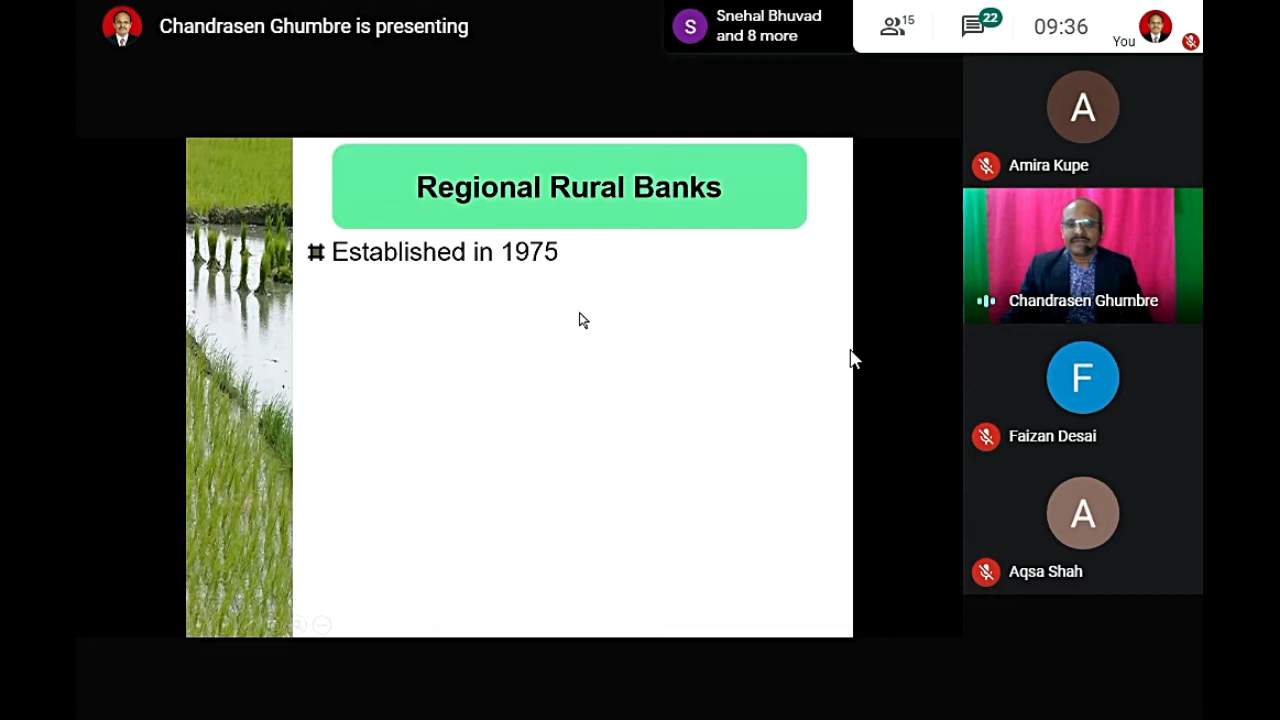 Chandrasen Ghumbre is presenting
S
Snehal Bhuvad
and 8 more
15
22
09:36
You
A
Amira Kupe
Regional Rural Banks
Established in 1975
Chandrasen Ghumbre
F
Faizan Desai
A
Aqsa Shah